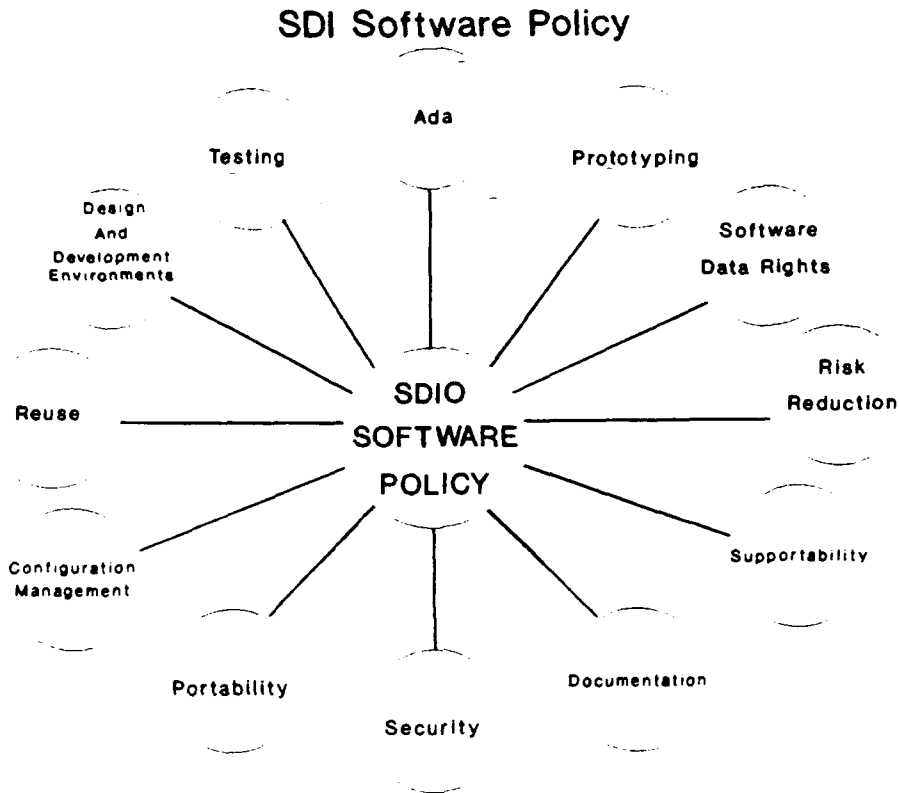 SDI Software Policy
Ada
Testing
Prototyping
Design
And
Development
Environments
Software
Data Rights
Risk
Reduction
Reuse
SDIO
SOFTWARE
POLICY
Configuration
Management
Supportability
Portability
Documentation
Security